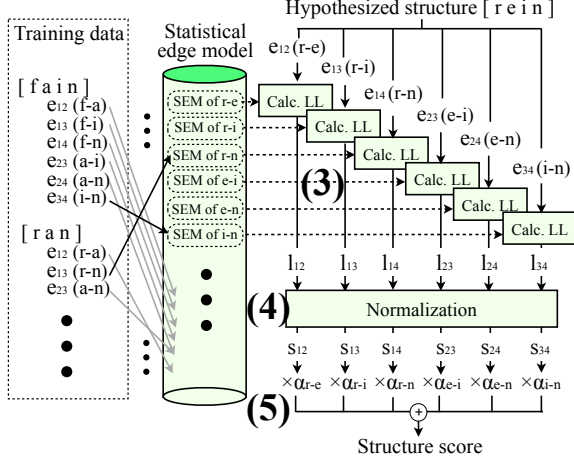 Training data
[ f a i n ]
e12 (f-a)
e13 (f-i)
e14 (f-n)
e23 (a-i)
e24 (a-n)
e34 (i-n)
[ r a n ]
e12 (r-a)
e13 (r-n)
e23 (a-n)
Statistical
edge model
SEM of r-e
SEM of r-i
SEM of r-n
SEM of e-i
SEM of e-n
SEM of i-n
Hypothesized structure [ r e i n ]
e12(r-e)
e13(r-i)
e14(r-n)
e23(e-i)
e24(e-n)
e34(i-n)
Calc. LL
Calc. LL
Calc. LL
Calc. LL
Calc. LL
Calc. LL
(3)
l12 l13 l14 l23 l24 l34
(4)
Normalization
s12 s13 s14 s23 s24 s34
×αr-e ×αr-i ×αr-n ×αe-i ×αe-n ×αi-n
(5)
+
Structure score